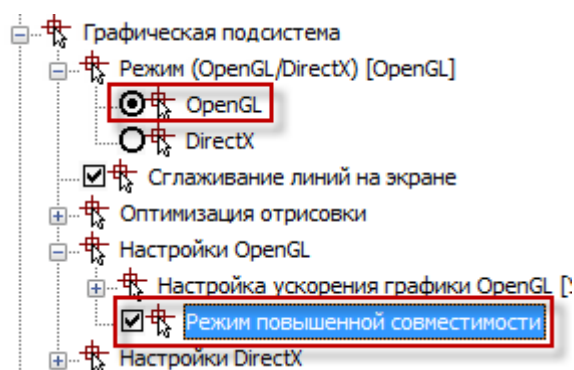 Графическая подсистема
Режим (OpenGL/DirectX) [OpenGL]
OpenGL
DirectX
Сглаживание линий на экране
Оптимизация отрисовки
Настройки OpenGL
Настройка ускорения графики OpenGL [У
Режим повышенной совместимости
Настройки DirectX